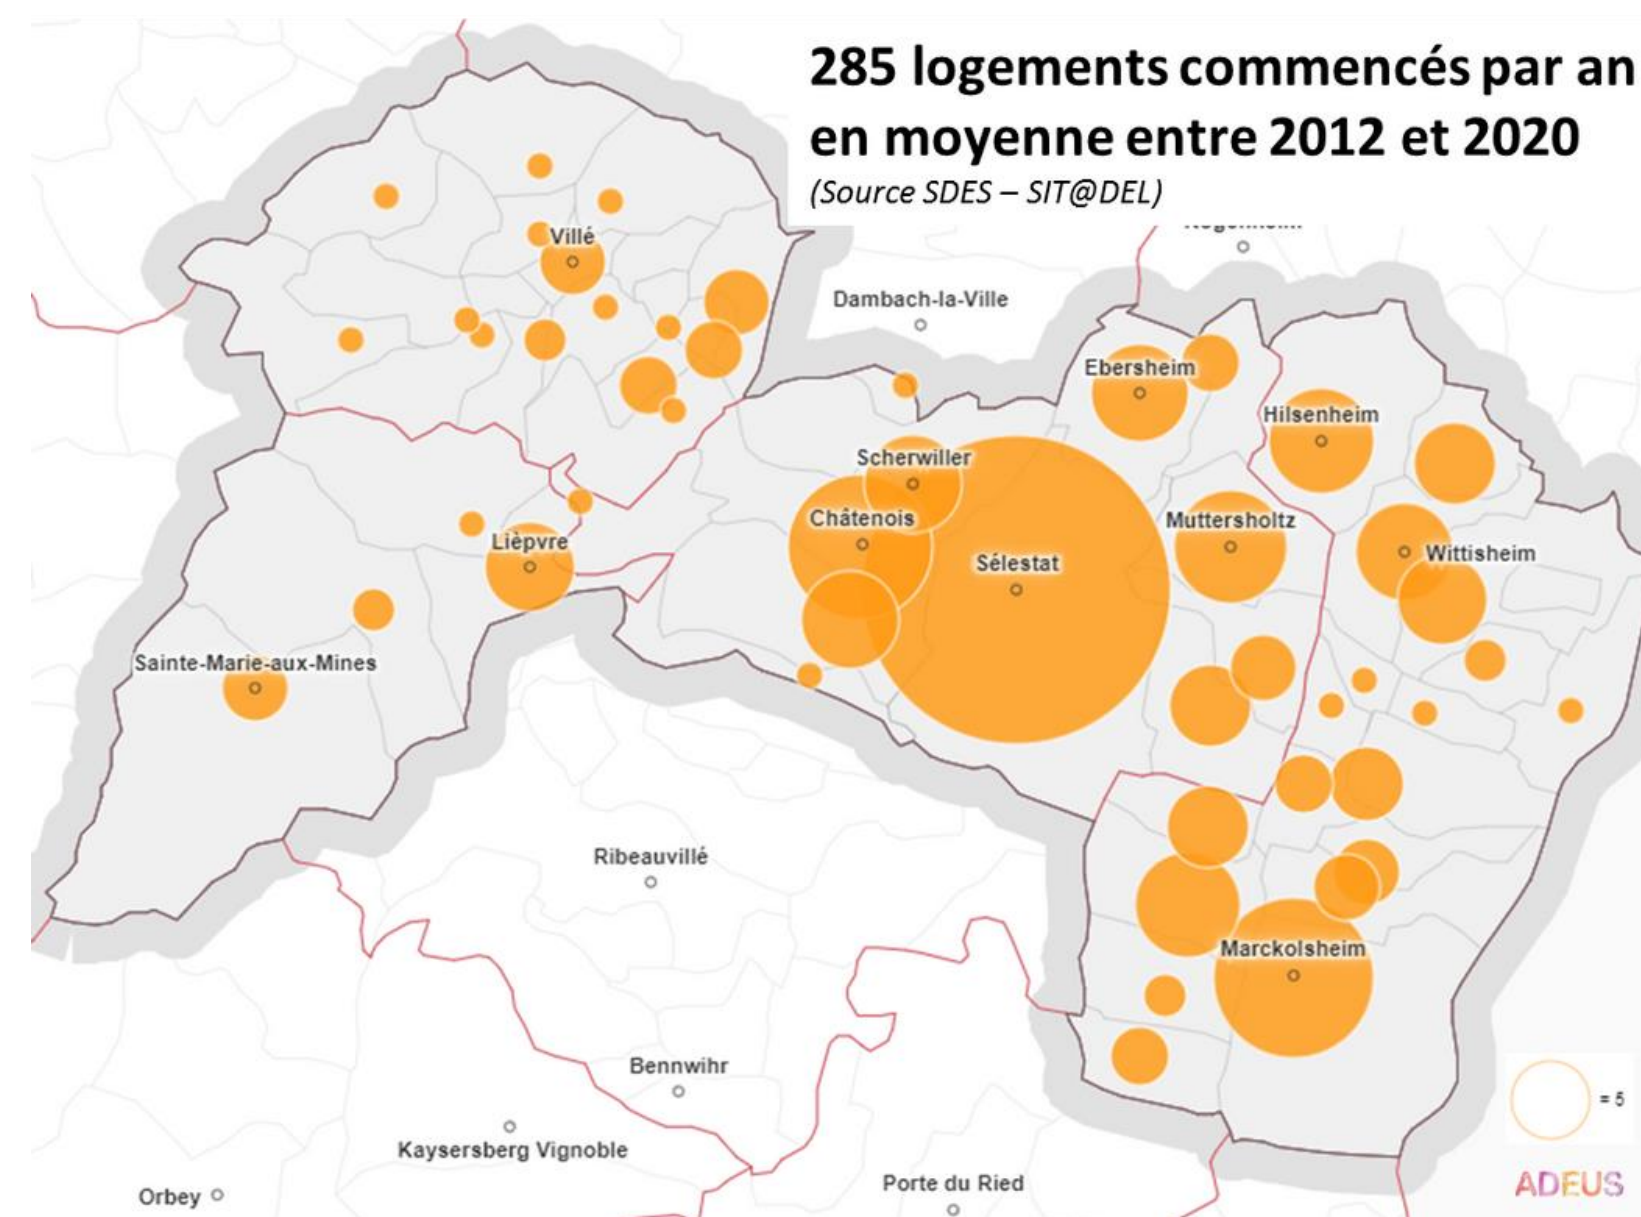 285 logements commencés par an
en moyenne entre 2012 et 2020
(Source SDES – SIT@DEL)
Villé
Dambach-la-Ville
Ebersheim
Hilsenheim
Scherwiller
Châtenois
Muttersholtz
Lièpvre
Sélestat
Wittisheim
Sainte-Marie-aux-Mines
Ribeauvillé
Marckolsheim
Bennwihr
= 5
Kaysersberg Vignoble
Porte du Ried
ADEUS
Orbey